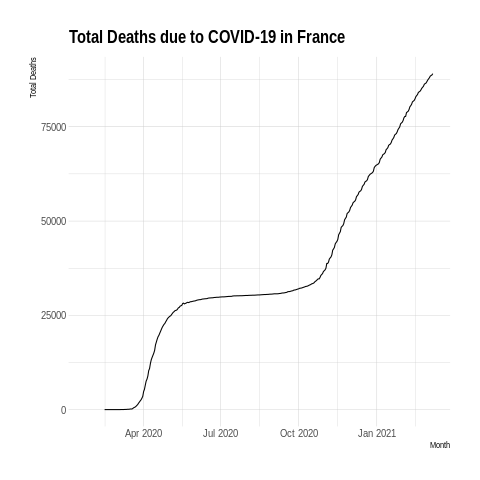 Total Deaths due to COVID-19 in France
Total Deaths
75000
50000
25000
0
Apr 2020 Jul 2020 Oct 2020 Jan 2021
Month